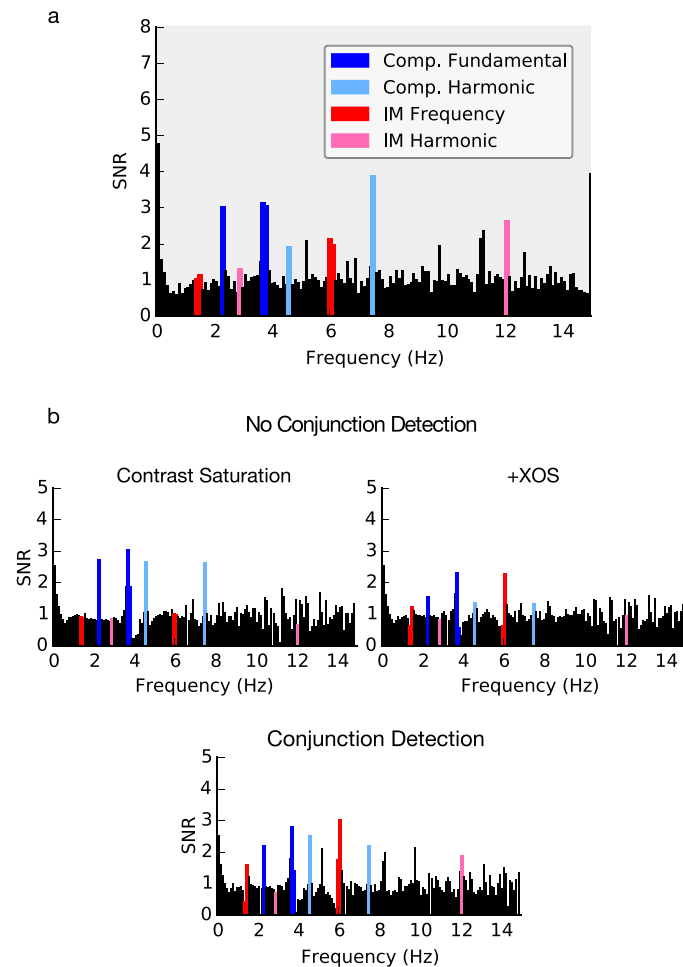 a
8
7
6
5
4
3
2
1
0
SNR
Comp. Fundamental
Comp. Harmonic
IM Frequency
IM Harmonic
0 2 4 6 8 10 12 14
Frequency (Hz)
b
No Conjunction Detection
Contrast Saturation
5
4
3
2
1
0
SNR
0 2 4 6 8 10 12 14
Frequency (Hz)
+XOS
5
4
3
2
1
0
0 2 4 6 8 10 12 14
Frequency (Hz)
Conjunction Detection
5
4
3
2
1
0
SNR
0 2 4 6 8 10 12 14
Frequency (Hz)